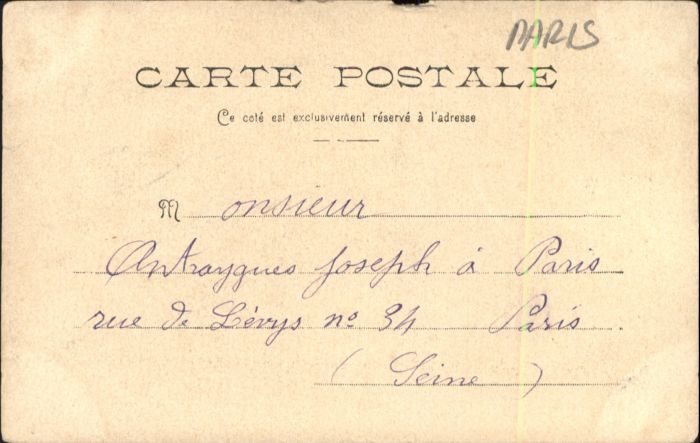 PARIS
CARTE POSTALE
Ce coté est exclusivement réservé à l'adresse
Monsieur
Antraygues Joseph à Paris
rue de Lévys nº 34 Paris
(Seine)